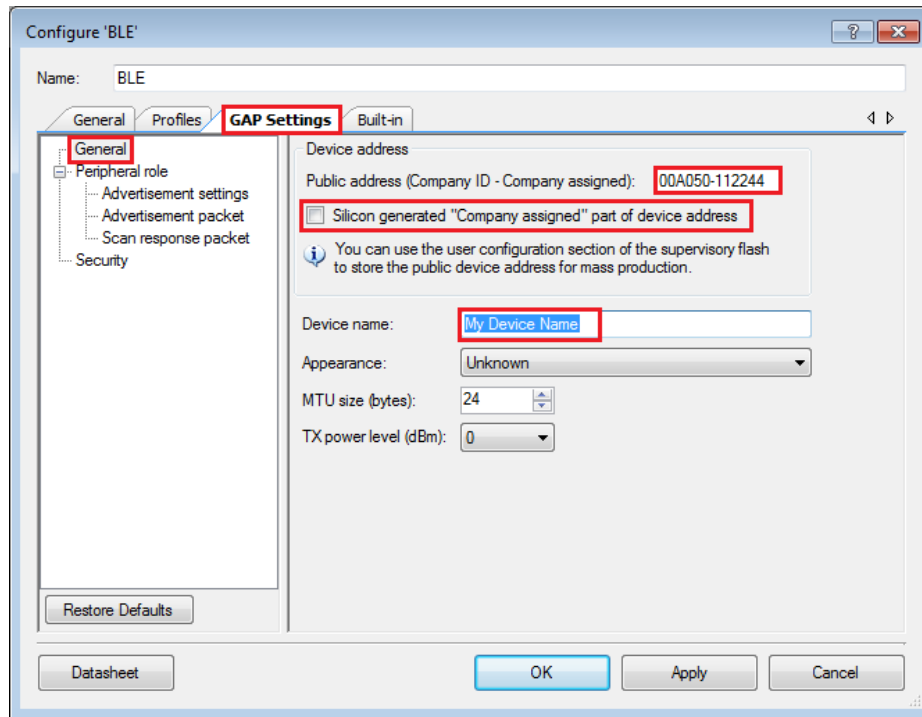 Configure 'BLE'
Name: BLE
General Profiles GAP Settings Built-in
General
Peripheral role
Advertisement settings
Advertisement packet
Scan response packet
Security
Restore Defaults
Device address
Public address (Company ID - Company assigned): 00A050-112244
Silicon generated "Company assigned" part of device address
You can use the user configuration section of the supervisory flash
to store the public device address for mass production.
Device name: My Device Name
Appearance: Unknown
MTU size (bytes): 24
TX power level (dBm): 0
Datasheet OK Apply Cancel